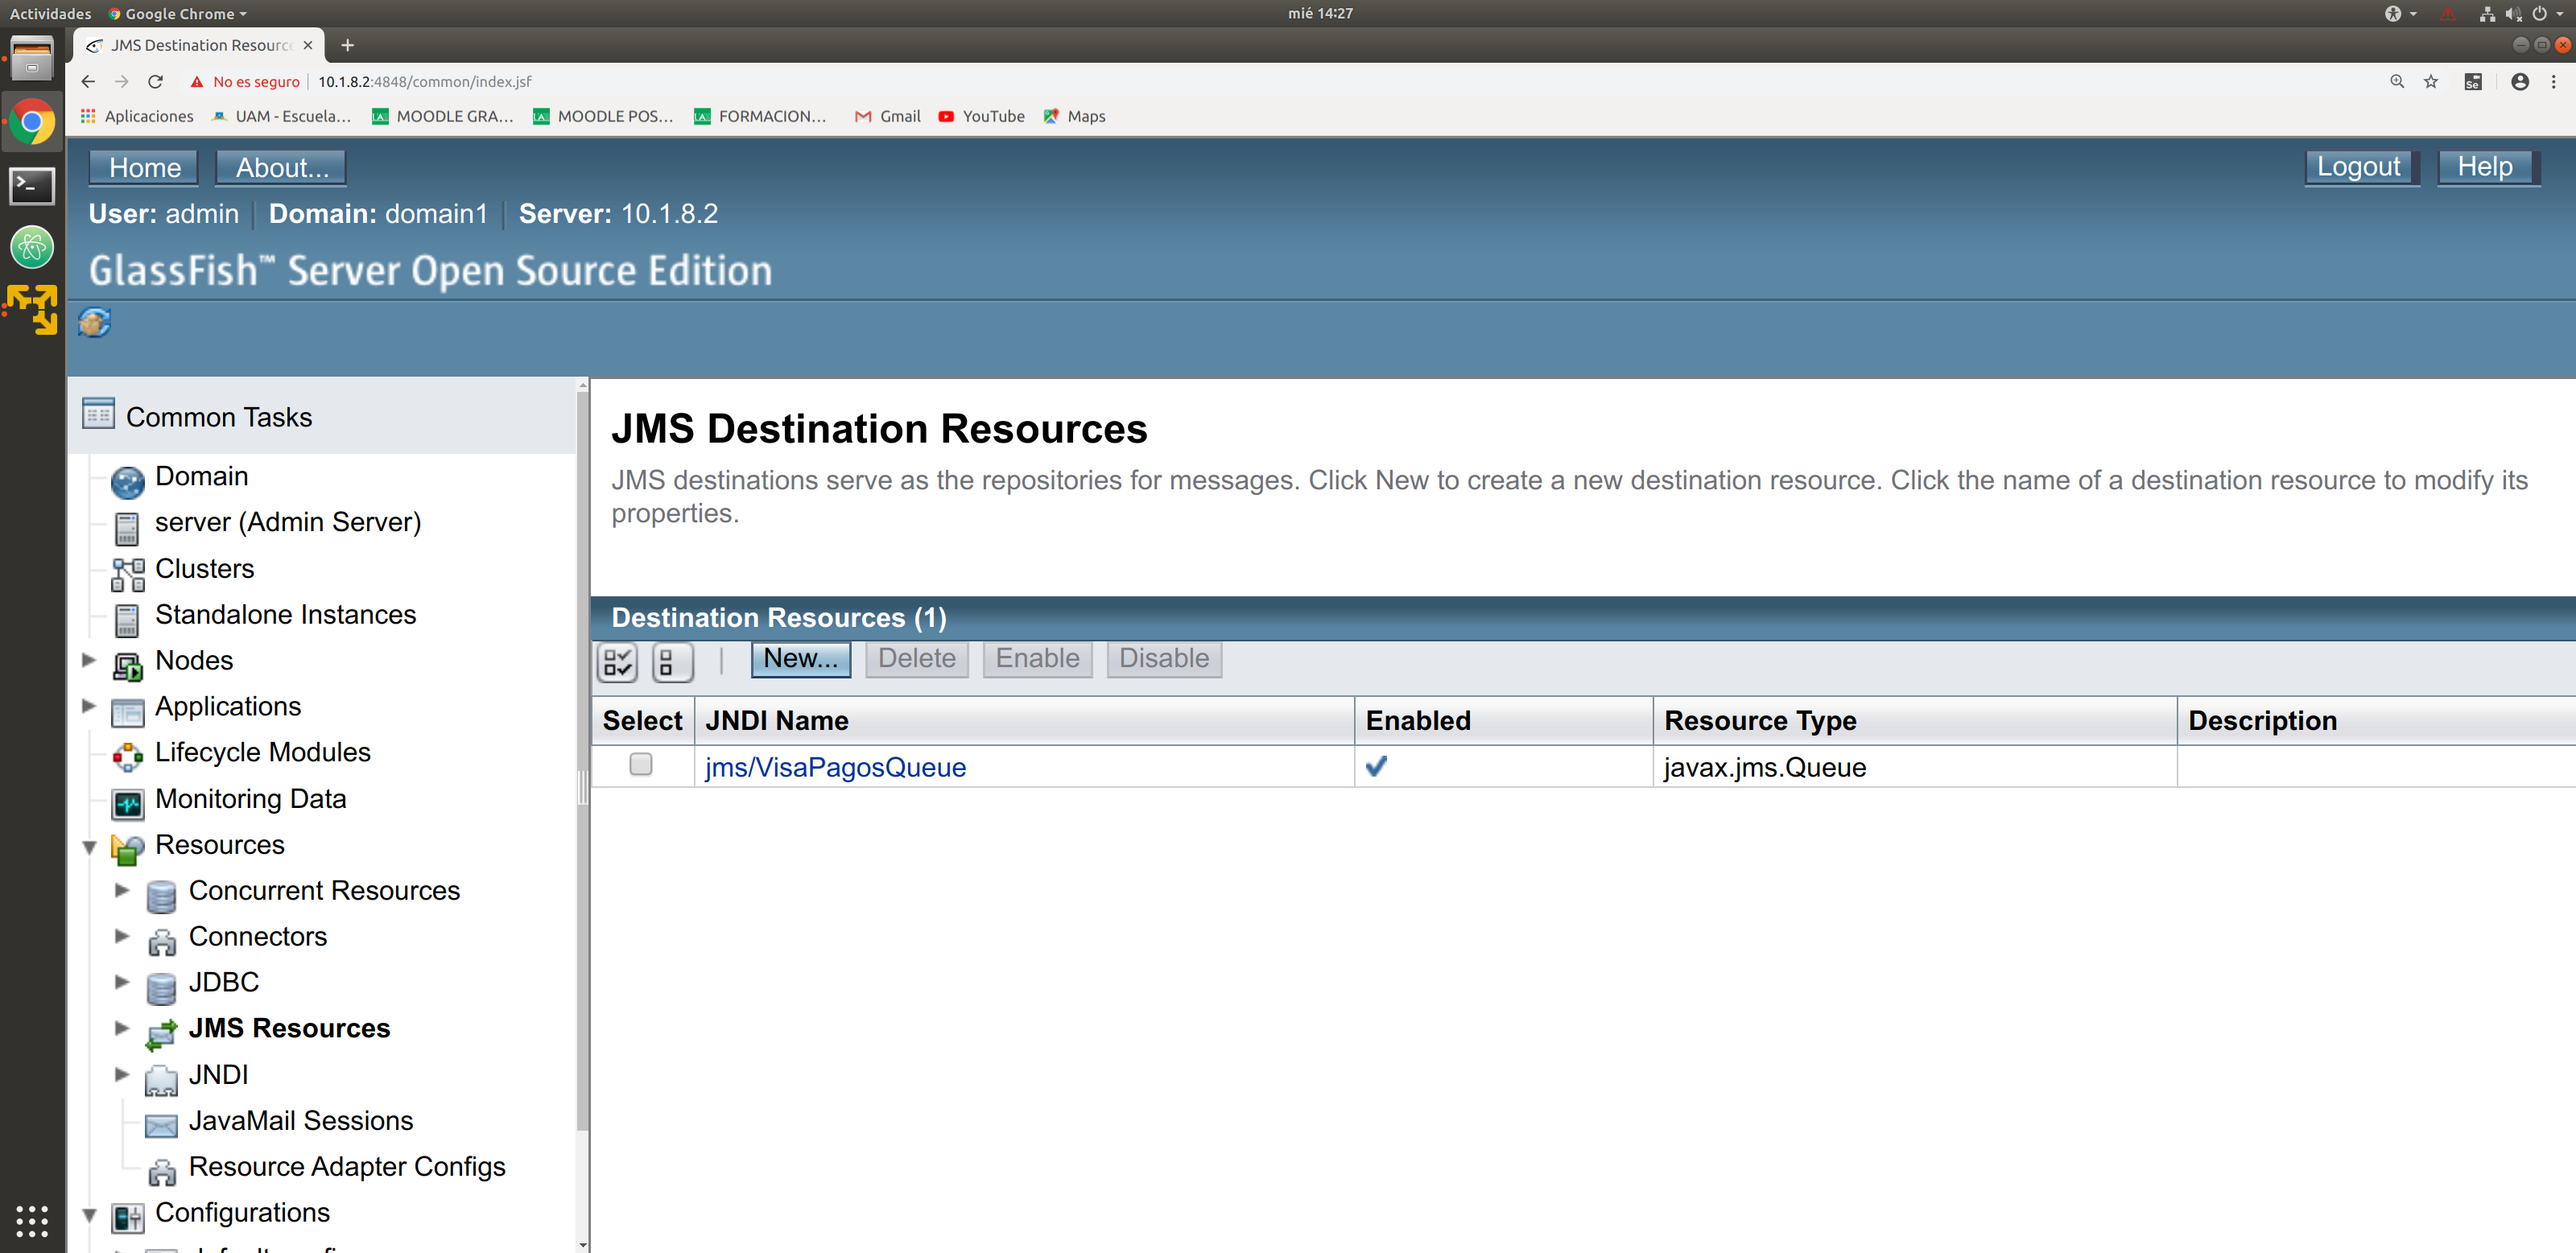 Actividades Google Chrome mié 14:27
JMS Destination Resource
No es seguro 10.1.8.2:4848/common/index.jsf
Aplicaciones UAM - Escuela... MOODLE GRA... MOODLE POS... FORMACION... Gmail YouTube Maps
Home About... Logout Help
User: admin Domain: domain1 Server: 10.1.8.2
GlassFish™ Server Open Source Edition
Common Tasks
Domain
server (Admin Server)
Clusters
Standalone Instances
Nodes
Applications
Lifecycle Modules
Monitoring Data
Resources
Concurrent Resources
Connectors
JDBC
JMS Resources
JNDI
JavaMail Sessions
Resource Adapter Configs
Configurations
JMS Destination Resources
JMS destinations serve as the repositories for messages. Click New to create a new destination resource. Click the name of a destination resource to modify its
properties.
Destination Resources (1)
New... Delete Enable Disable
Select JNDI Name Enabled Resource Type Description
jms/VisaPagosQueue javax.jms.Queue